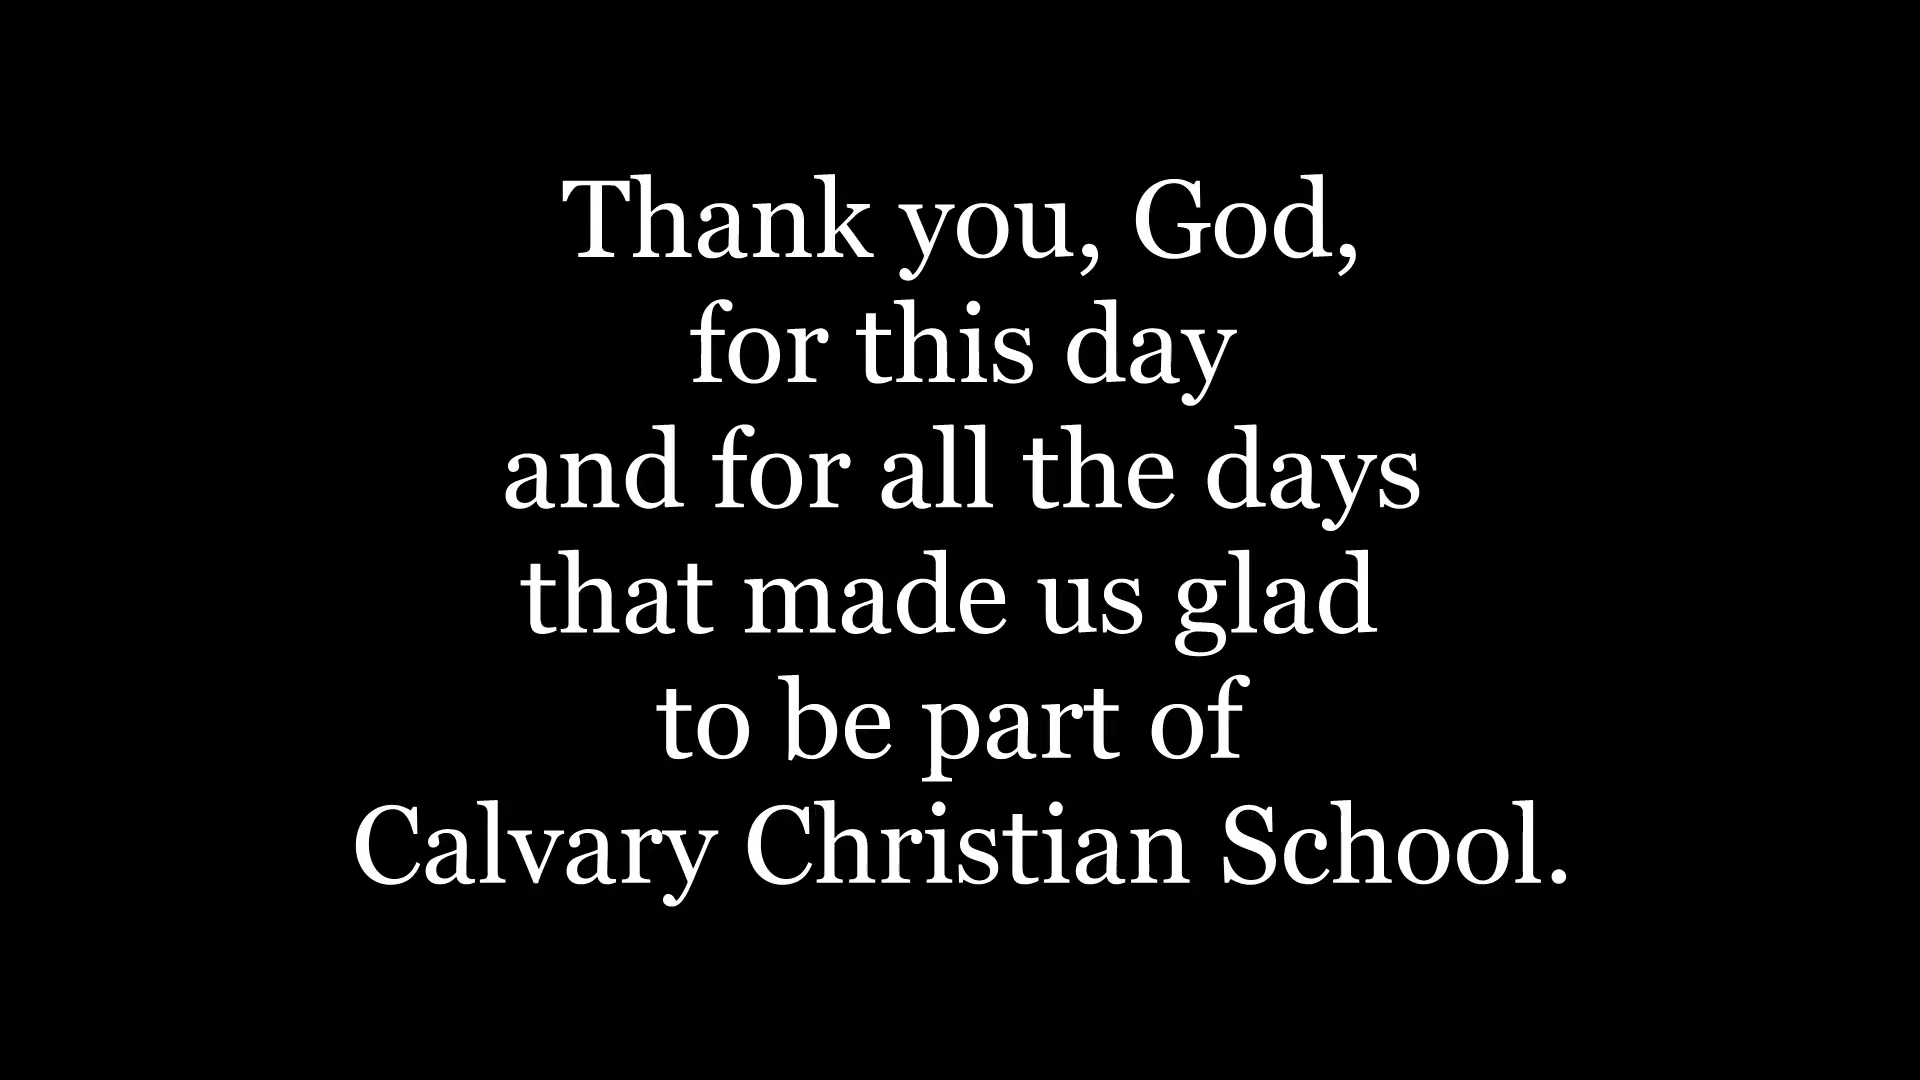 Thank you, God,
for this day
and for all the days
that made us glad
to be part of
Calvary Christian School.